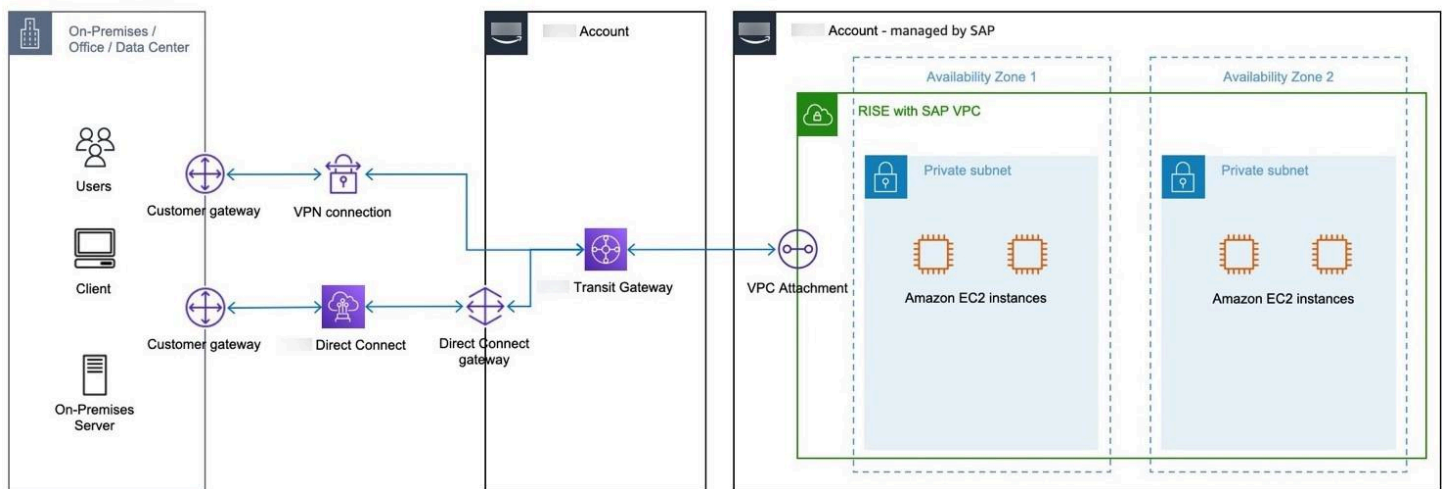 On-Premises /
Office / Data Center
Users
Client
On-Premises
Server
Customer gateway
VPN connection
Customer gateway
Direct Connect
Direct Connect
gateway
Account
Transit Gateway
Account - managed by SAP
VPC Attachment
RISE with SAP VPC
Availability Zone 1
Private subnet
Amazon EC2 instances
Availability Zone 2
Private subnet
Amazon EC2 instances